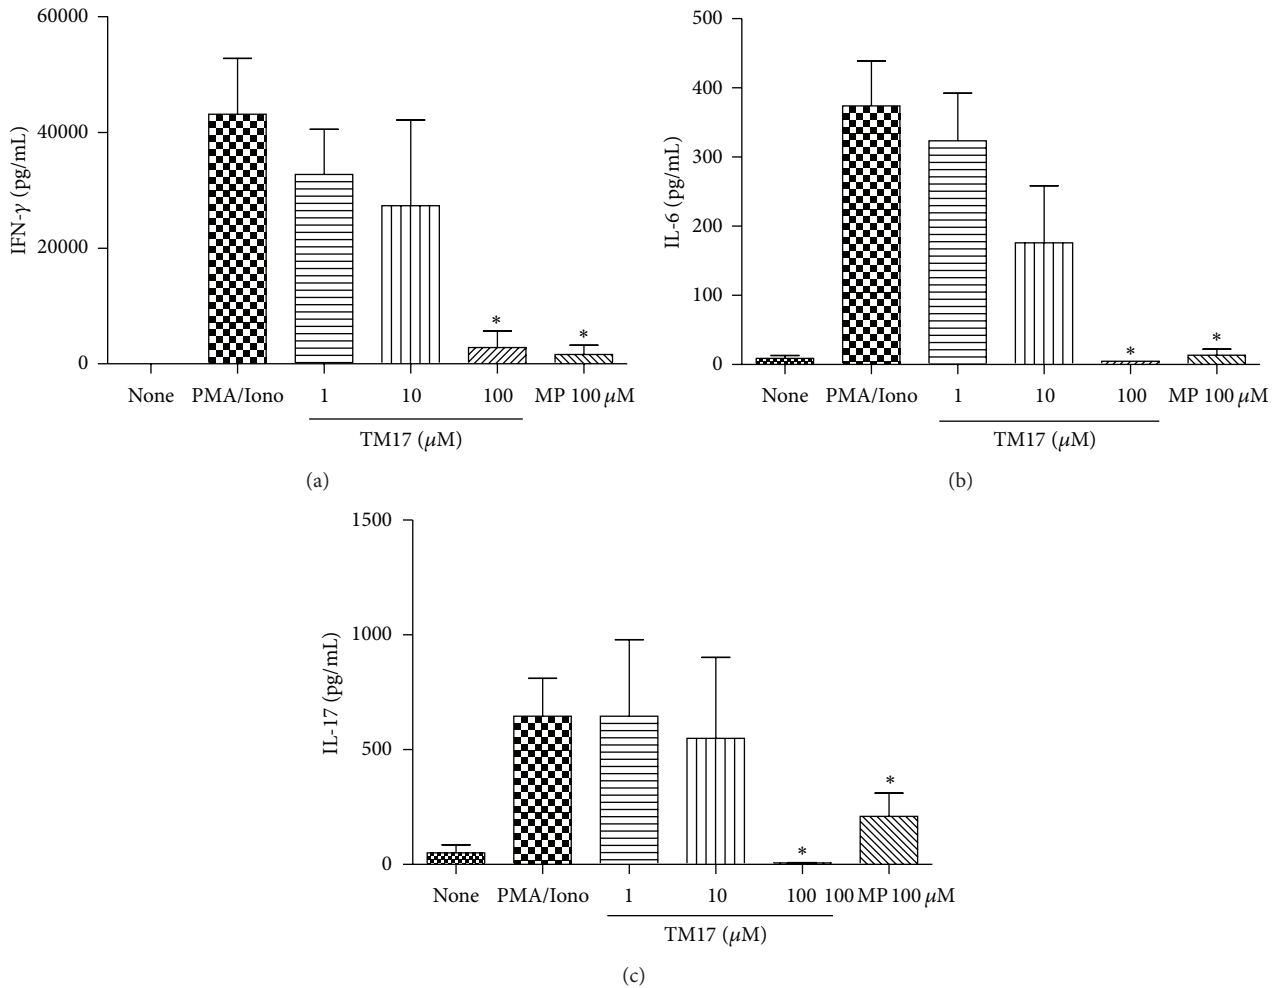 60000
40000
20000
0
IFN-γ (pg/mL)
None PMA/Iono 1 10 100 MP 100 μM
TM17 (μM)
* *
(a)
500
400
300
200
100
0
IL-6 (pg/mL)
None PMA/Iono 1 10 100 MP 100 μM
TM17 (μM)
* *
(b)
1500
1000
500
0
IL-17 (pg/mL)
None PMA/Iono 1 10 100 100 MP 100 μM
TM17 (μM)
* *
(c)